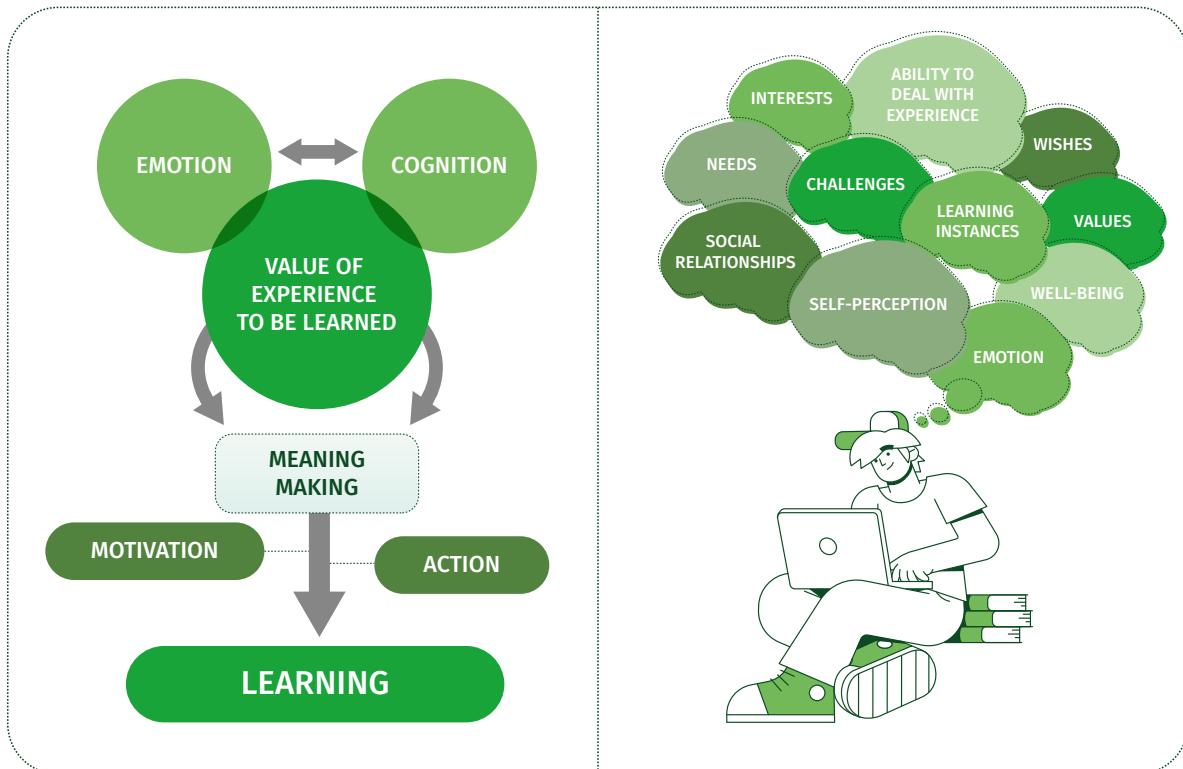 EMOTION
COGNITION
VALUE OF
EXPERIENCE
TO BE LEARNED
MEANING
MAKING
MOTIVATION
ACTION
LEARNING
ABILITY TO
DEAL WITH
EXPERIENCE
INTERESTS
WISHES
NEEDS
CHALLENGES
LEARNING
INSTANCES
VALUES
SOCIAL
RELATIONSHIPS
SELF-PERCEPTION
WELL-BEING
EMOTION